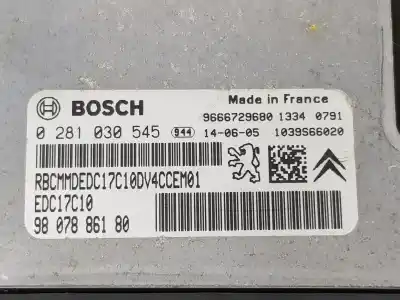 BOSCH
Made in France
9666729680 1334 0791
0 281 030 545 944 14-06-05 1039S66020
RBCMMDEDC17C10DV4CCEM01
EDC17C10
98 078 861 80